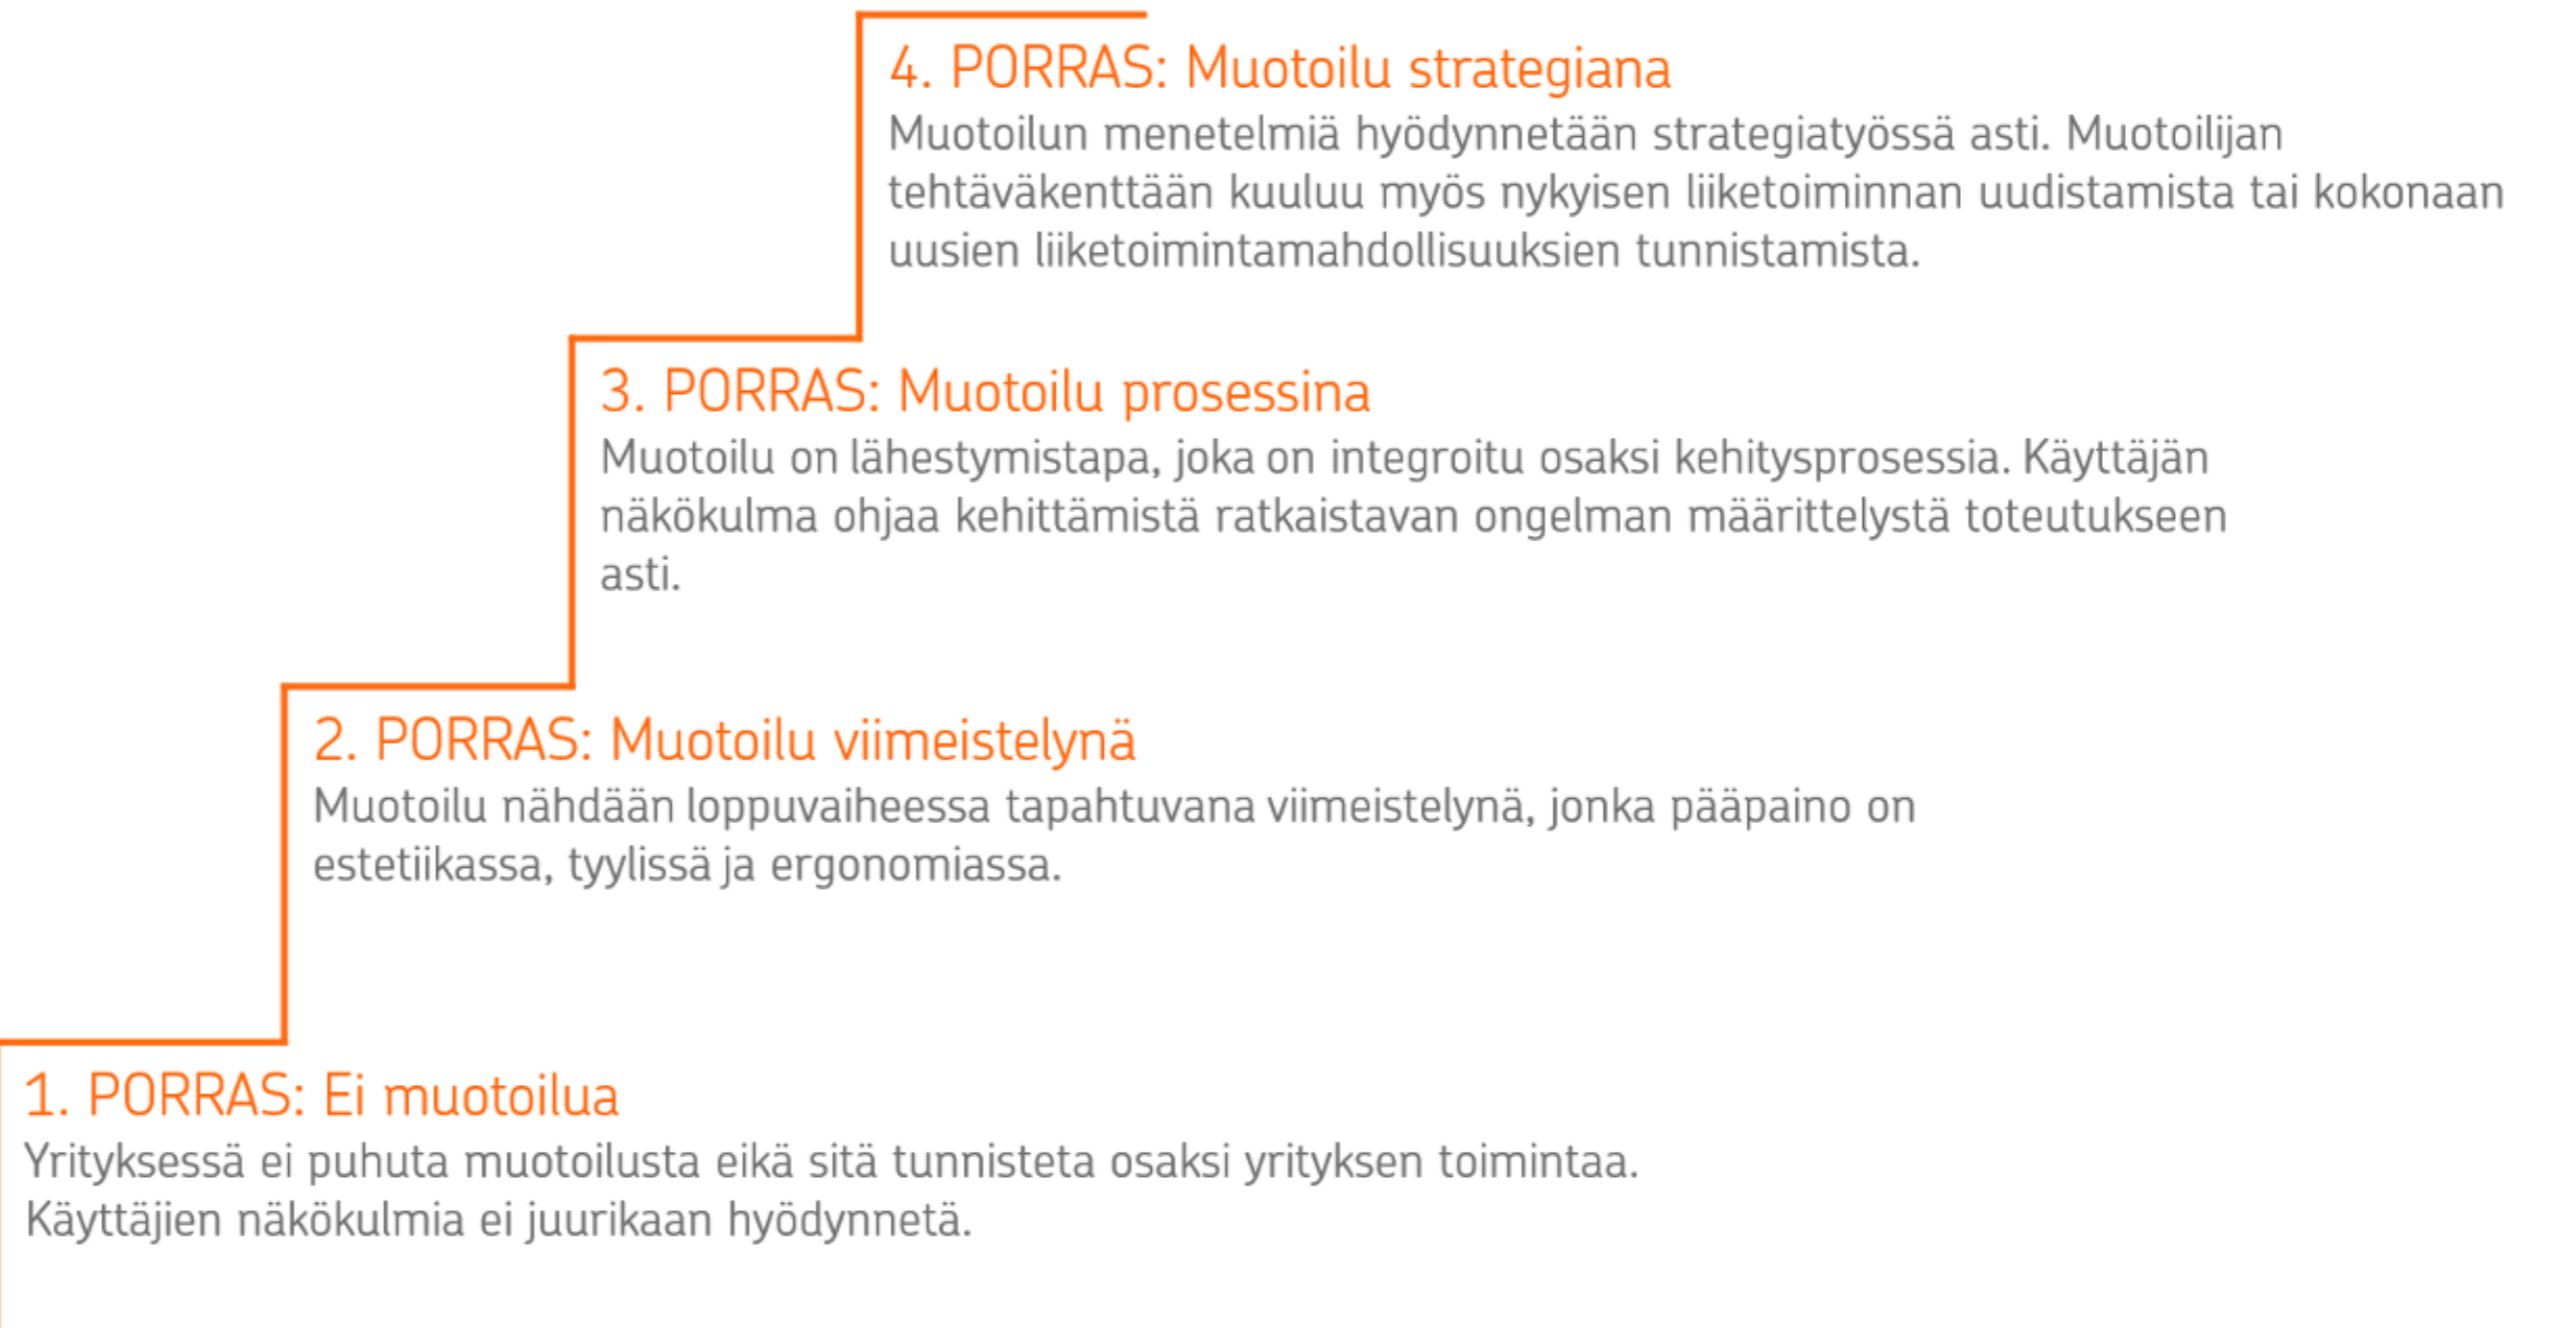 4. PORRAS: Muotoilu strategiana
Muotoilun menetelmiä hyödynnetään strategiatyössä asti. Muotoilijan
tehtäväkenttään kuuluu myös nykyisen liiketoiminnan uudistamista tai kokonaan
uusien liiketoimintamahdollisuuksien tunnistamista.
3. PORRAS: Muotoilu prosessina
Muotoilu on lähestymistapa, joka on integroitu osaksi kehitysprosessia. Käyttäjän
näkökulma ohjaa kehittämistä ratkaistavan ongelman määrittelystä toteutukseen
asti.
2. PORRAS: Muotoilu viimeistelynä
Muotoilu nähdään loppuvaiheessa tapahtuvana viimeistelynä, jonka pääpaino on
estetiikassa, tyylissä ja ergonomiassa.
1. PORRAS: Ei muotoilua
Yrityksessä ei puhuta muotoilusta eikä sitä tunnisteta osaksi yrityksen toimintaa.
Käyttäjien näkökulmia ei juurikaan hyödynnetä.